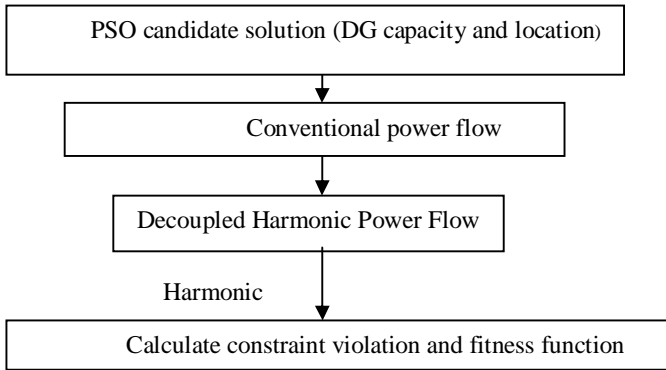 PSO candidate solution (DG capacity and location)
Conventional power flow
Decoupled Harmonic Power Flow
Harmonic
Calculate constraint violation and fitness function